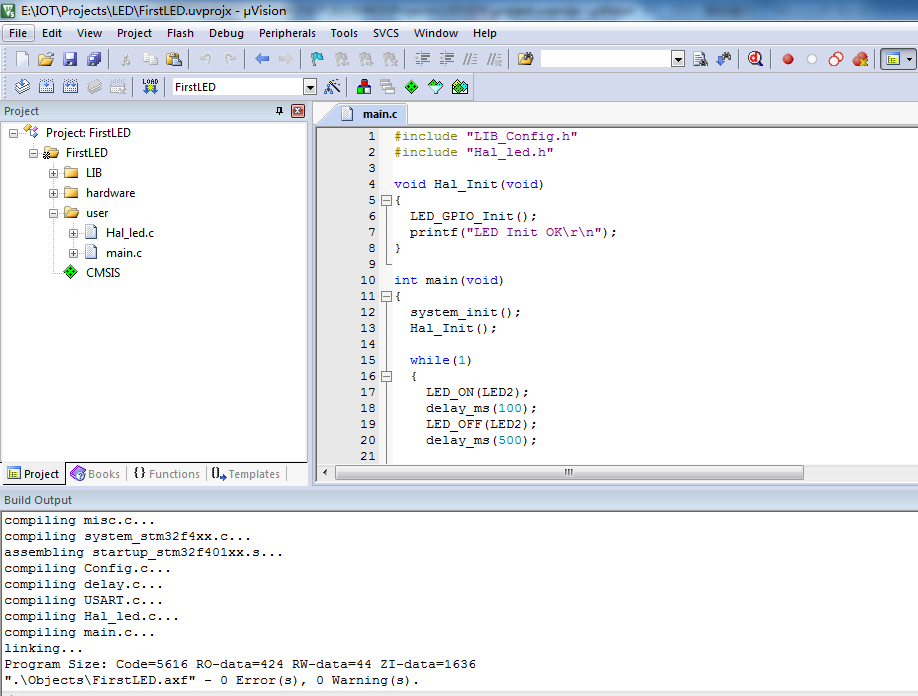 E:\IOT\Projects\LED\FirstLED.uvprojx - µVision
File Edit View Project Flash Debug Peripherals Tools SVCS Window Help
LOAD FirstLED
Project
Project: FirstLED
FirstLED
LIB
hardware
user
Hal_led.c
main.c
CMSIS
Project Books {} Functions 0 Templates
main.c
1 #include "LIB_Config.h"
2 #include "Hal_led.h"
3
4 void Hal_Init(void)
5 {
6 LED_GPIO_Init();
7 printf("LED Init OK\r\n");
8 }
9
10 int main(void)
11 {
12 system_init();
13 Hal_Init();
14
15 while(1)
16 {
17 LED_ON(LED2);
18 delay_ms(100);
19 LED_OFF(LED2);
20 delay_ms(500);
21
Build Output
compiling misc.c...
compiling system_stm32f4xx.c...
assembling startup_stm32f401xx.s...
compiling Config.c...
compiling delay.c...
compiling USART.c...
compiling Hal_led.c...
compiling main.c...
linking...
Program Size: Code=5616 RO-data=424 RW-data=44 ZI-data=1636
".\Objects\FirstLED.axf" - 0 Error(s), 0 Warning(s).